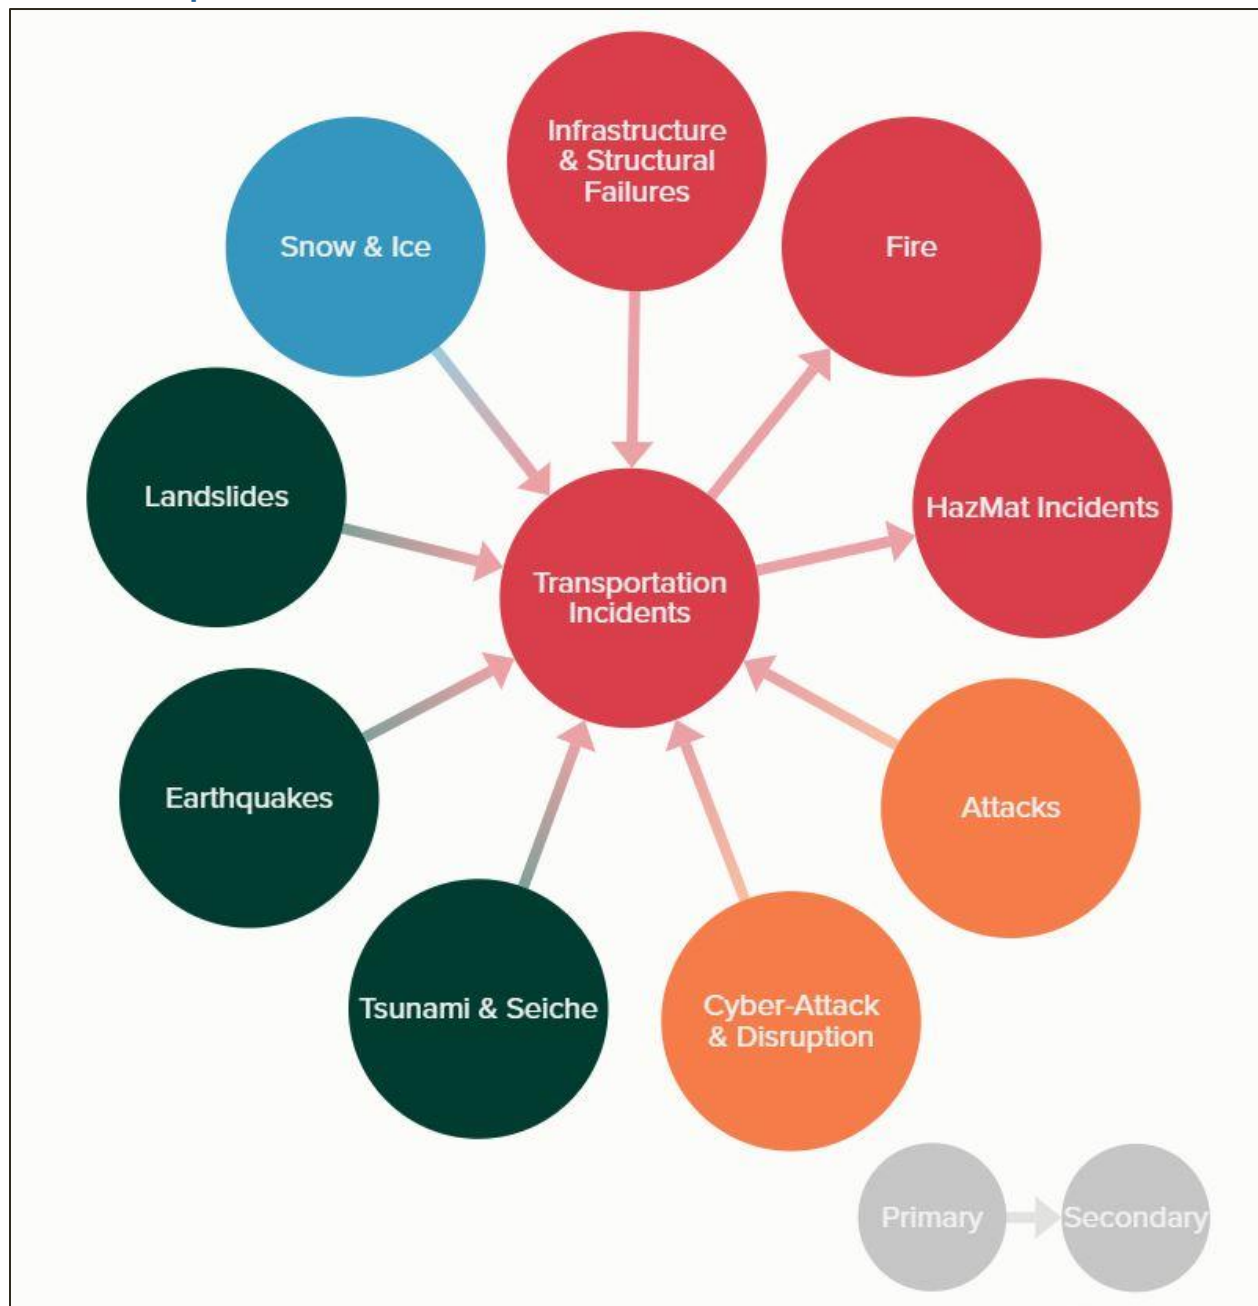 Infrastructure
& Structural
Failures
Snow & Ice
Fire
Landslides
HazMat Incidents
Transportation
Incidents
Earthquakes
Attacks
Tsunami & Seiche
Cyber-Attack
& Disruption
Primary
Secondary